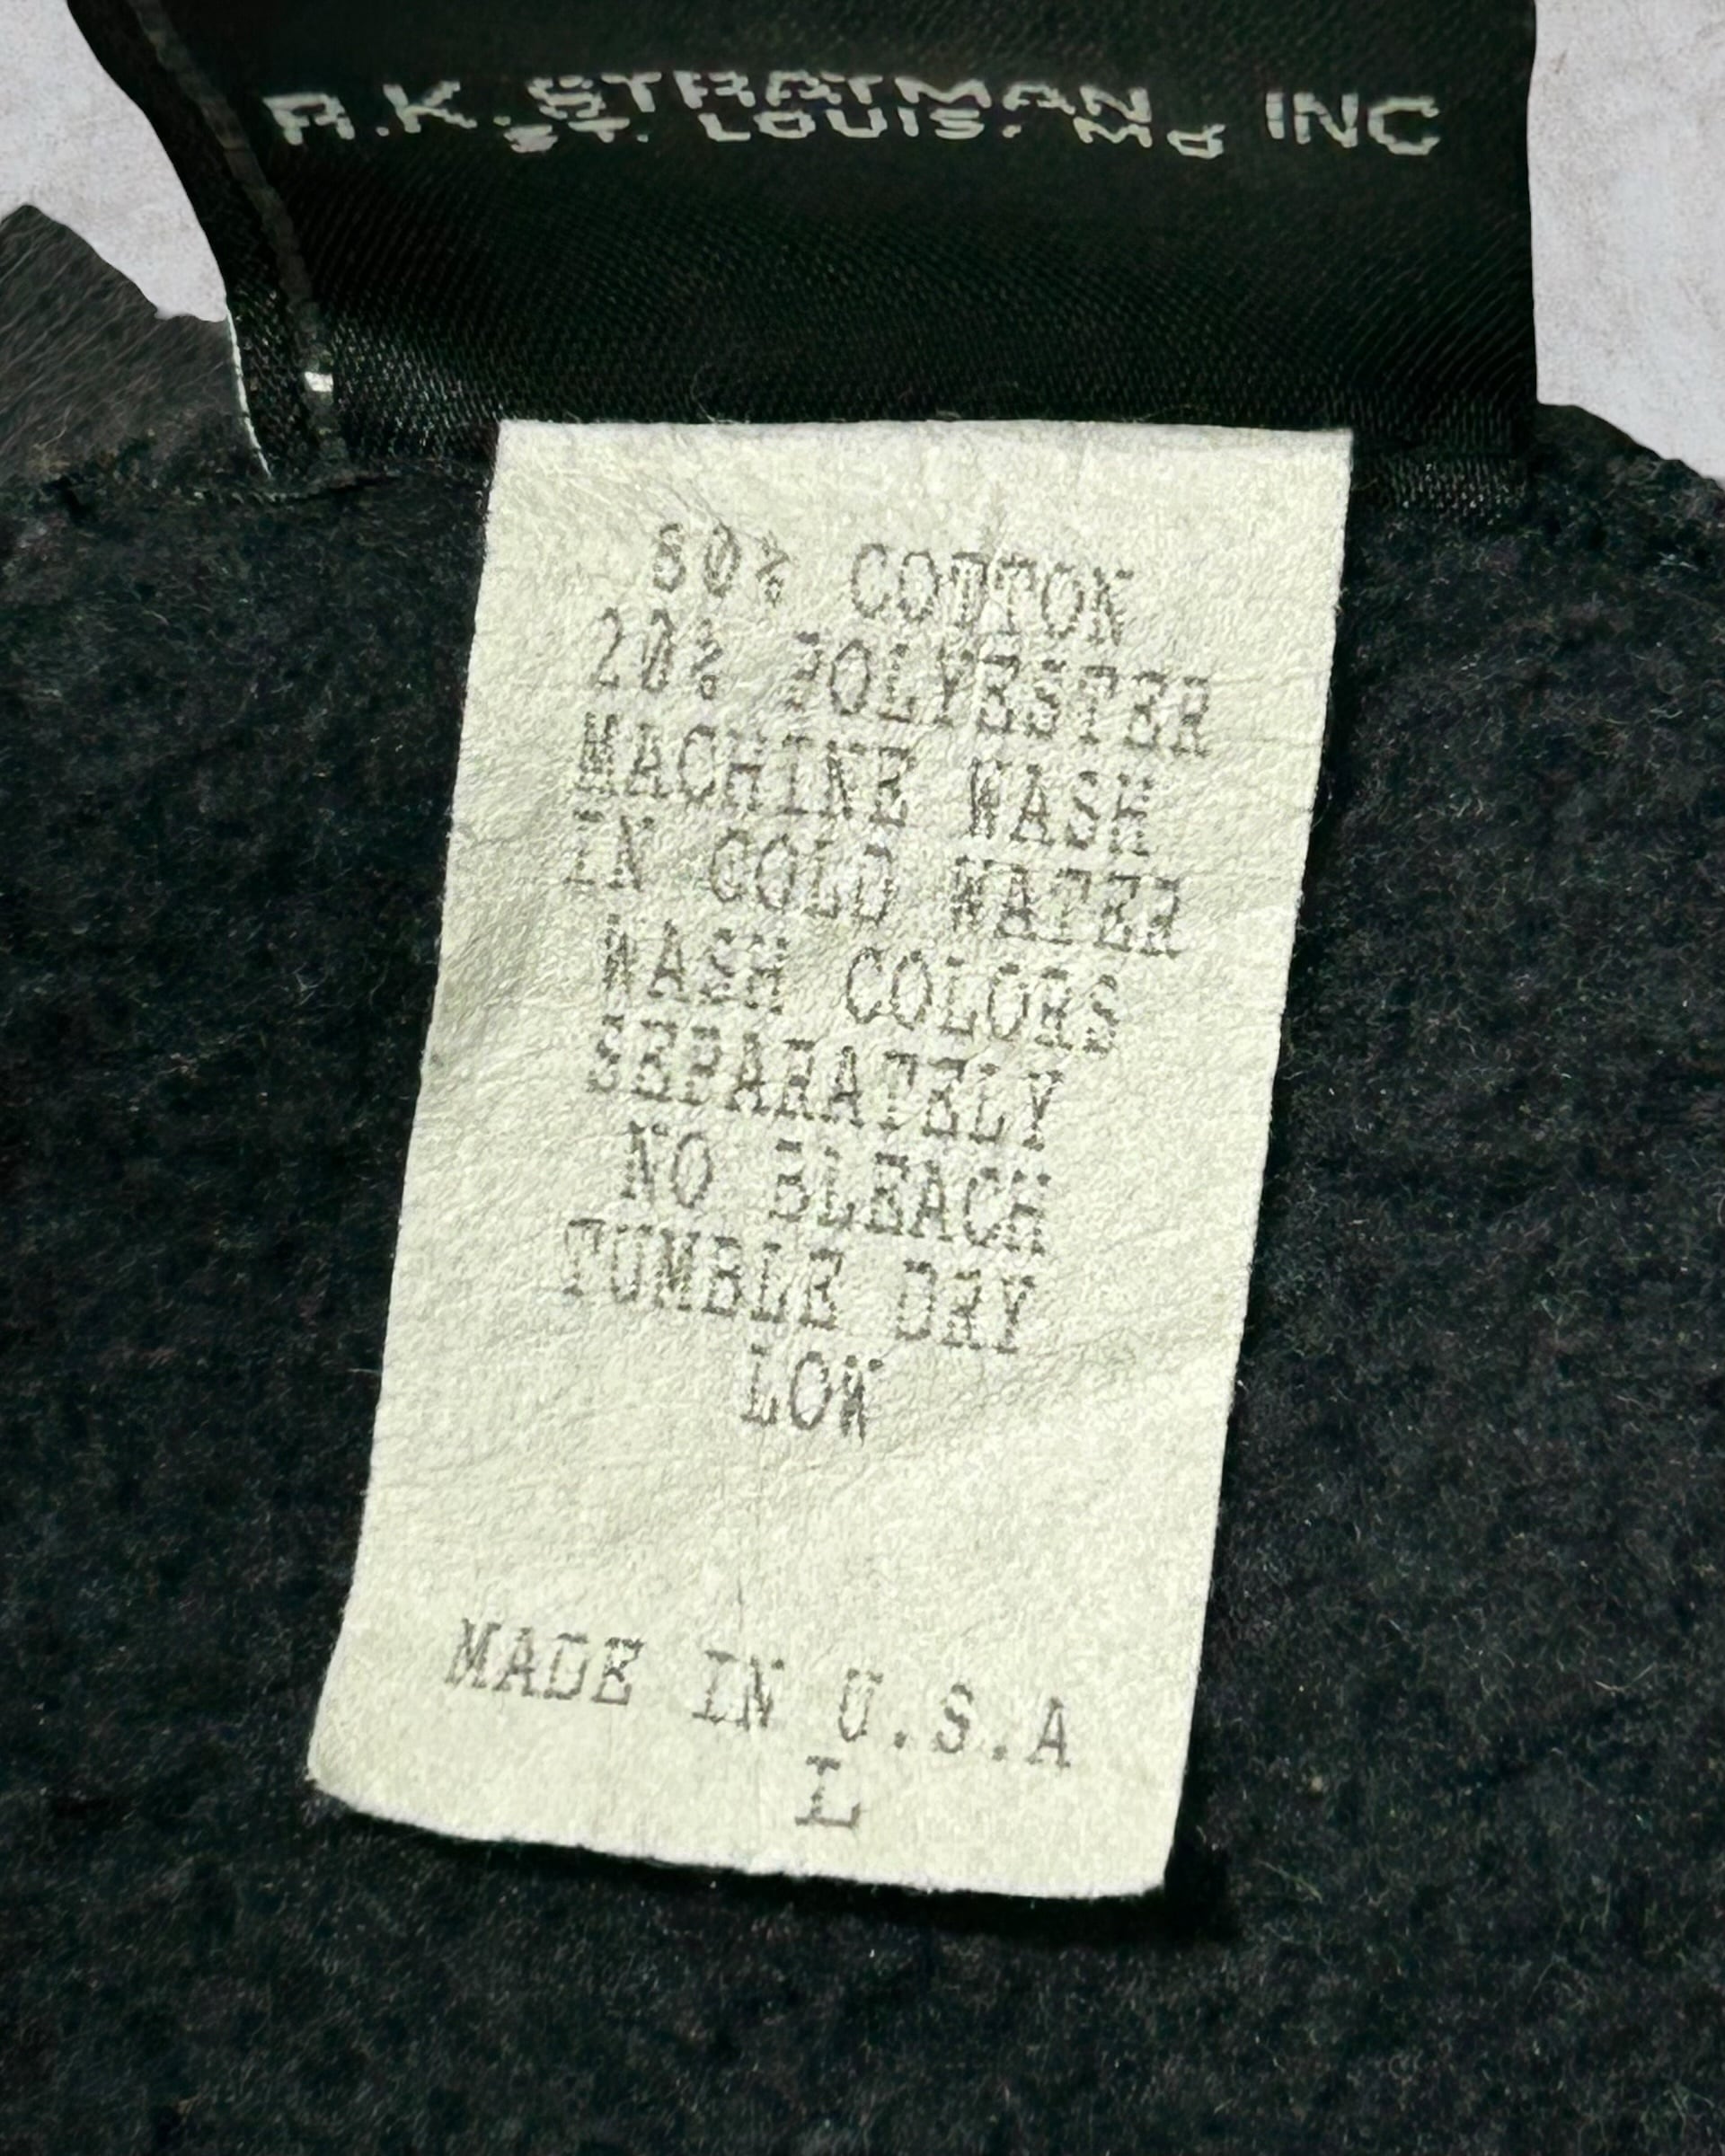 R.K. STRATMAN, INC
ST. LOUIS, MO
80% COTTON
20% POLYESTER
MACHINE WASH
IN COLD WATER
WASH COLORS
SEPARATELY
NO BLEACH
TUMBLE DRY
LOW
MADE IN U.S.A
L